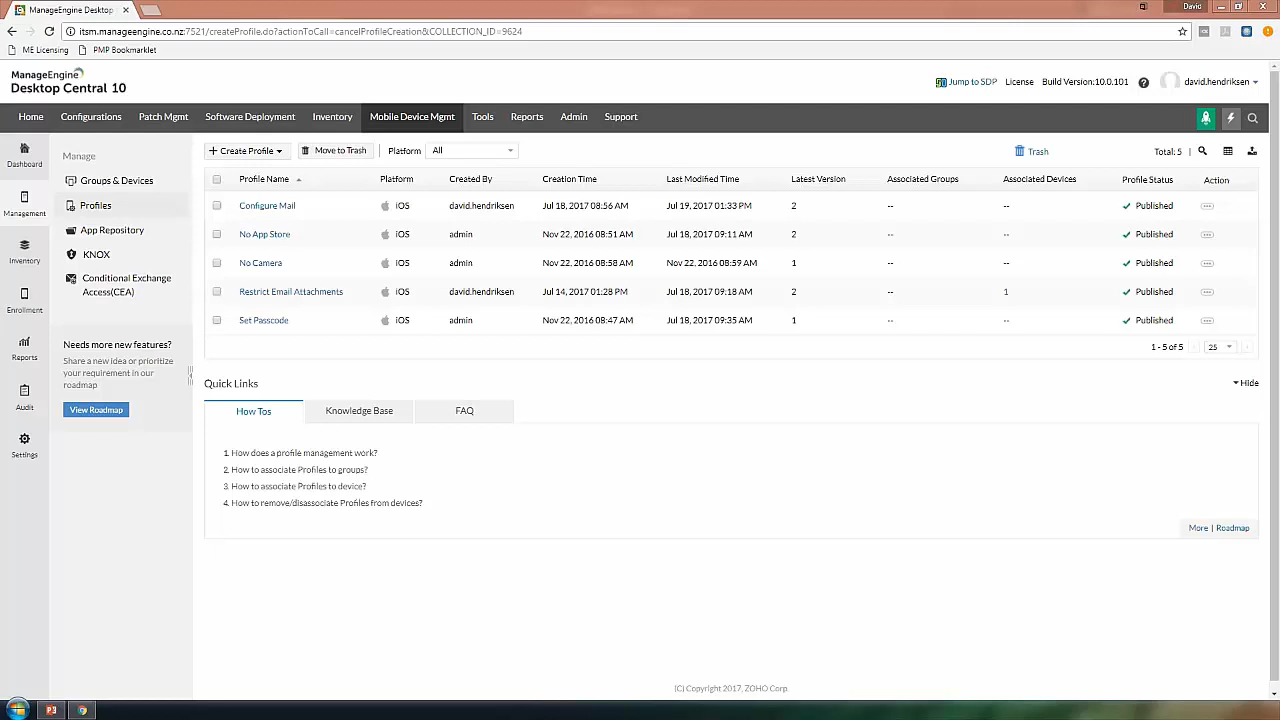 ManageEngine Desktop
David
itsm.manageengine.co.nz:7521/createProfile.do?actionToCall=cancelProfileCreation&COLLECTION_ID=9624
ME Licensing PMP Bookmarklet
ManageEngine
Desktop Central 10
Jump to SDP License Build Version:10.0.101 david.hendriksen
Home Configurations Patch Mgmt Software Deployment Inventory Mobile Device Mgmt Tools Reports Admin Support
Dashboard
Management
Inventory
Enrollment
Reports
Audit
Settings
Manage
Groups & Devices
Profiles
App Repository
KNOX
Conditional Exchange
Access(CEA)
Needs more new features?
Share a new idea or prioritize
your requirement in our
roadmap
View Roadmap
+ Create Profile Move to Trash Platform All Trash Total: 5
Profile Name Platform Created By Creation Time Last Modified Time Latest Version Associated Groups Associated Devices Profile Status Action
Configure Mail iOS david.hendriksen Jul 18, 2017 08:56 AM Jul 19, 2017 01:33 PM 2 -- -- Published
No App Store iOS admin Nov 22, 2016 08:51 AM Jul 18, 2017 09:11 AM 2 -- -- Published
No Camera iOS admin Nov 22, 2016 08:58 AM Nov 22, 2016 08:59 AM 1 -- -- Published
Restrict Email Attachments iOS david.hendriksen Jul 14, 2017 01:28 PM Jul 18, 2017 09:18 AM 2 -- 1 Published
Set Passcode iOS admin Nov 22, 2016 08:47 AM Jul 18, 2017 09:35 AM 1 -- -- Published
1 - 5 of 5 25
Quick Links Hide
How Tos Knowledge Base FAQ
1. How does a profile management work?
2. How to associate Profiles to groups?
3. How to associate Profiles to device?
4. How to remove/disassociate Profiles from devices?
More | Roadmap
(C) Copyright 2017, ZOHO Corp.